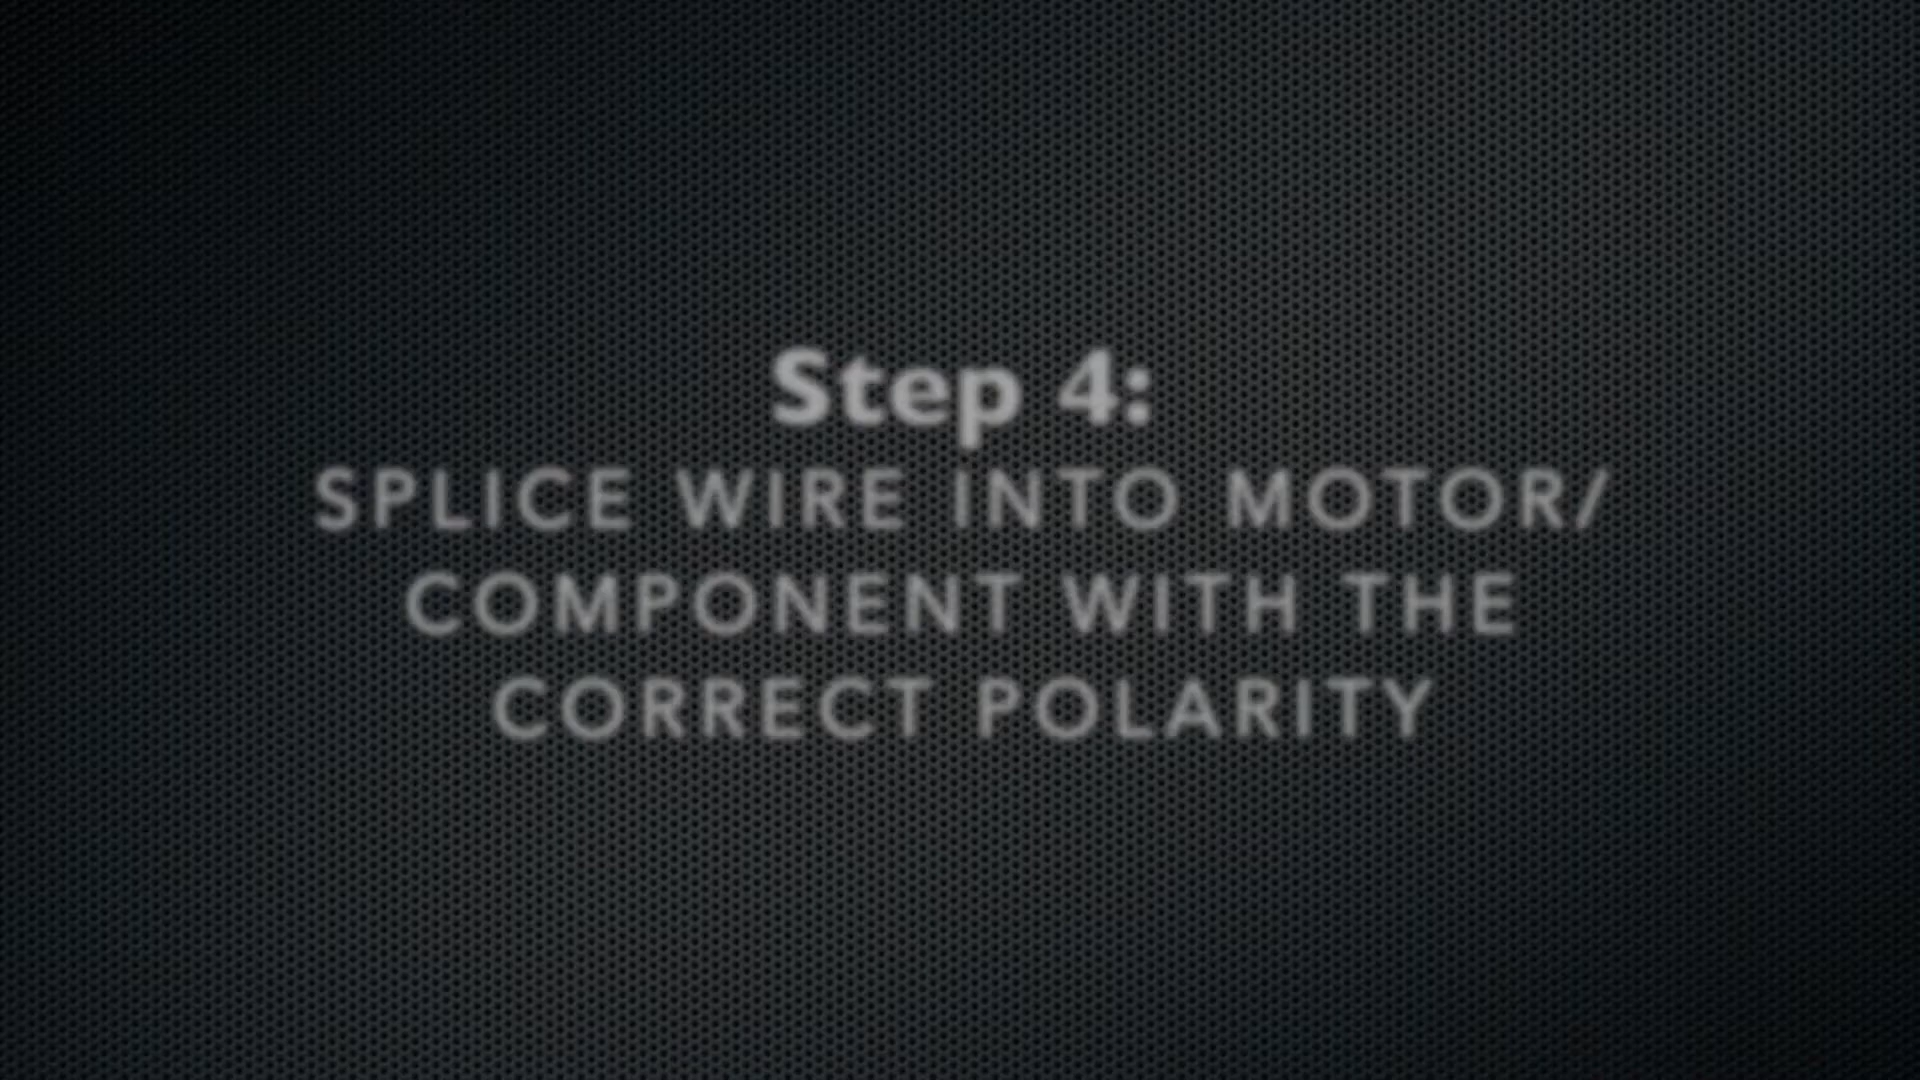 Step 4:
SPLICE WIRE INTO MOTOR/
COMPONENT WITH THE
CORRECT POLARITY